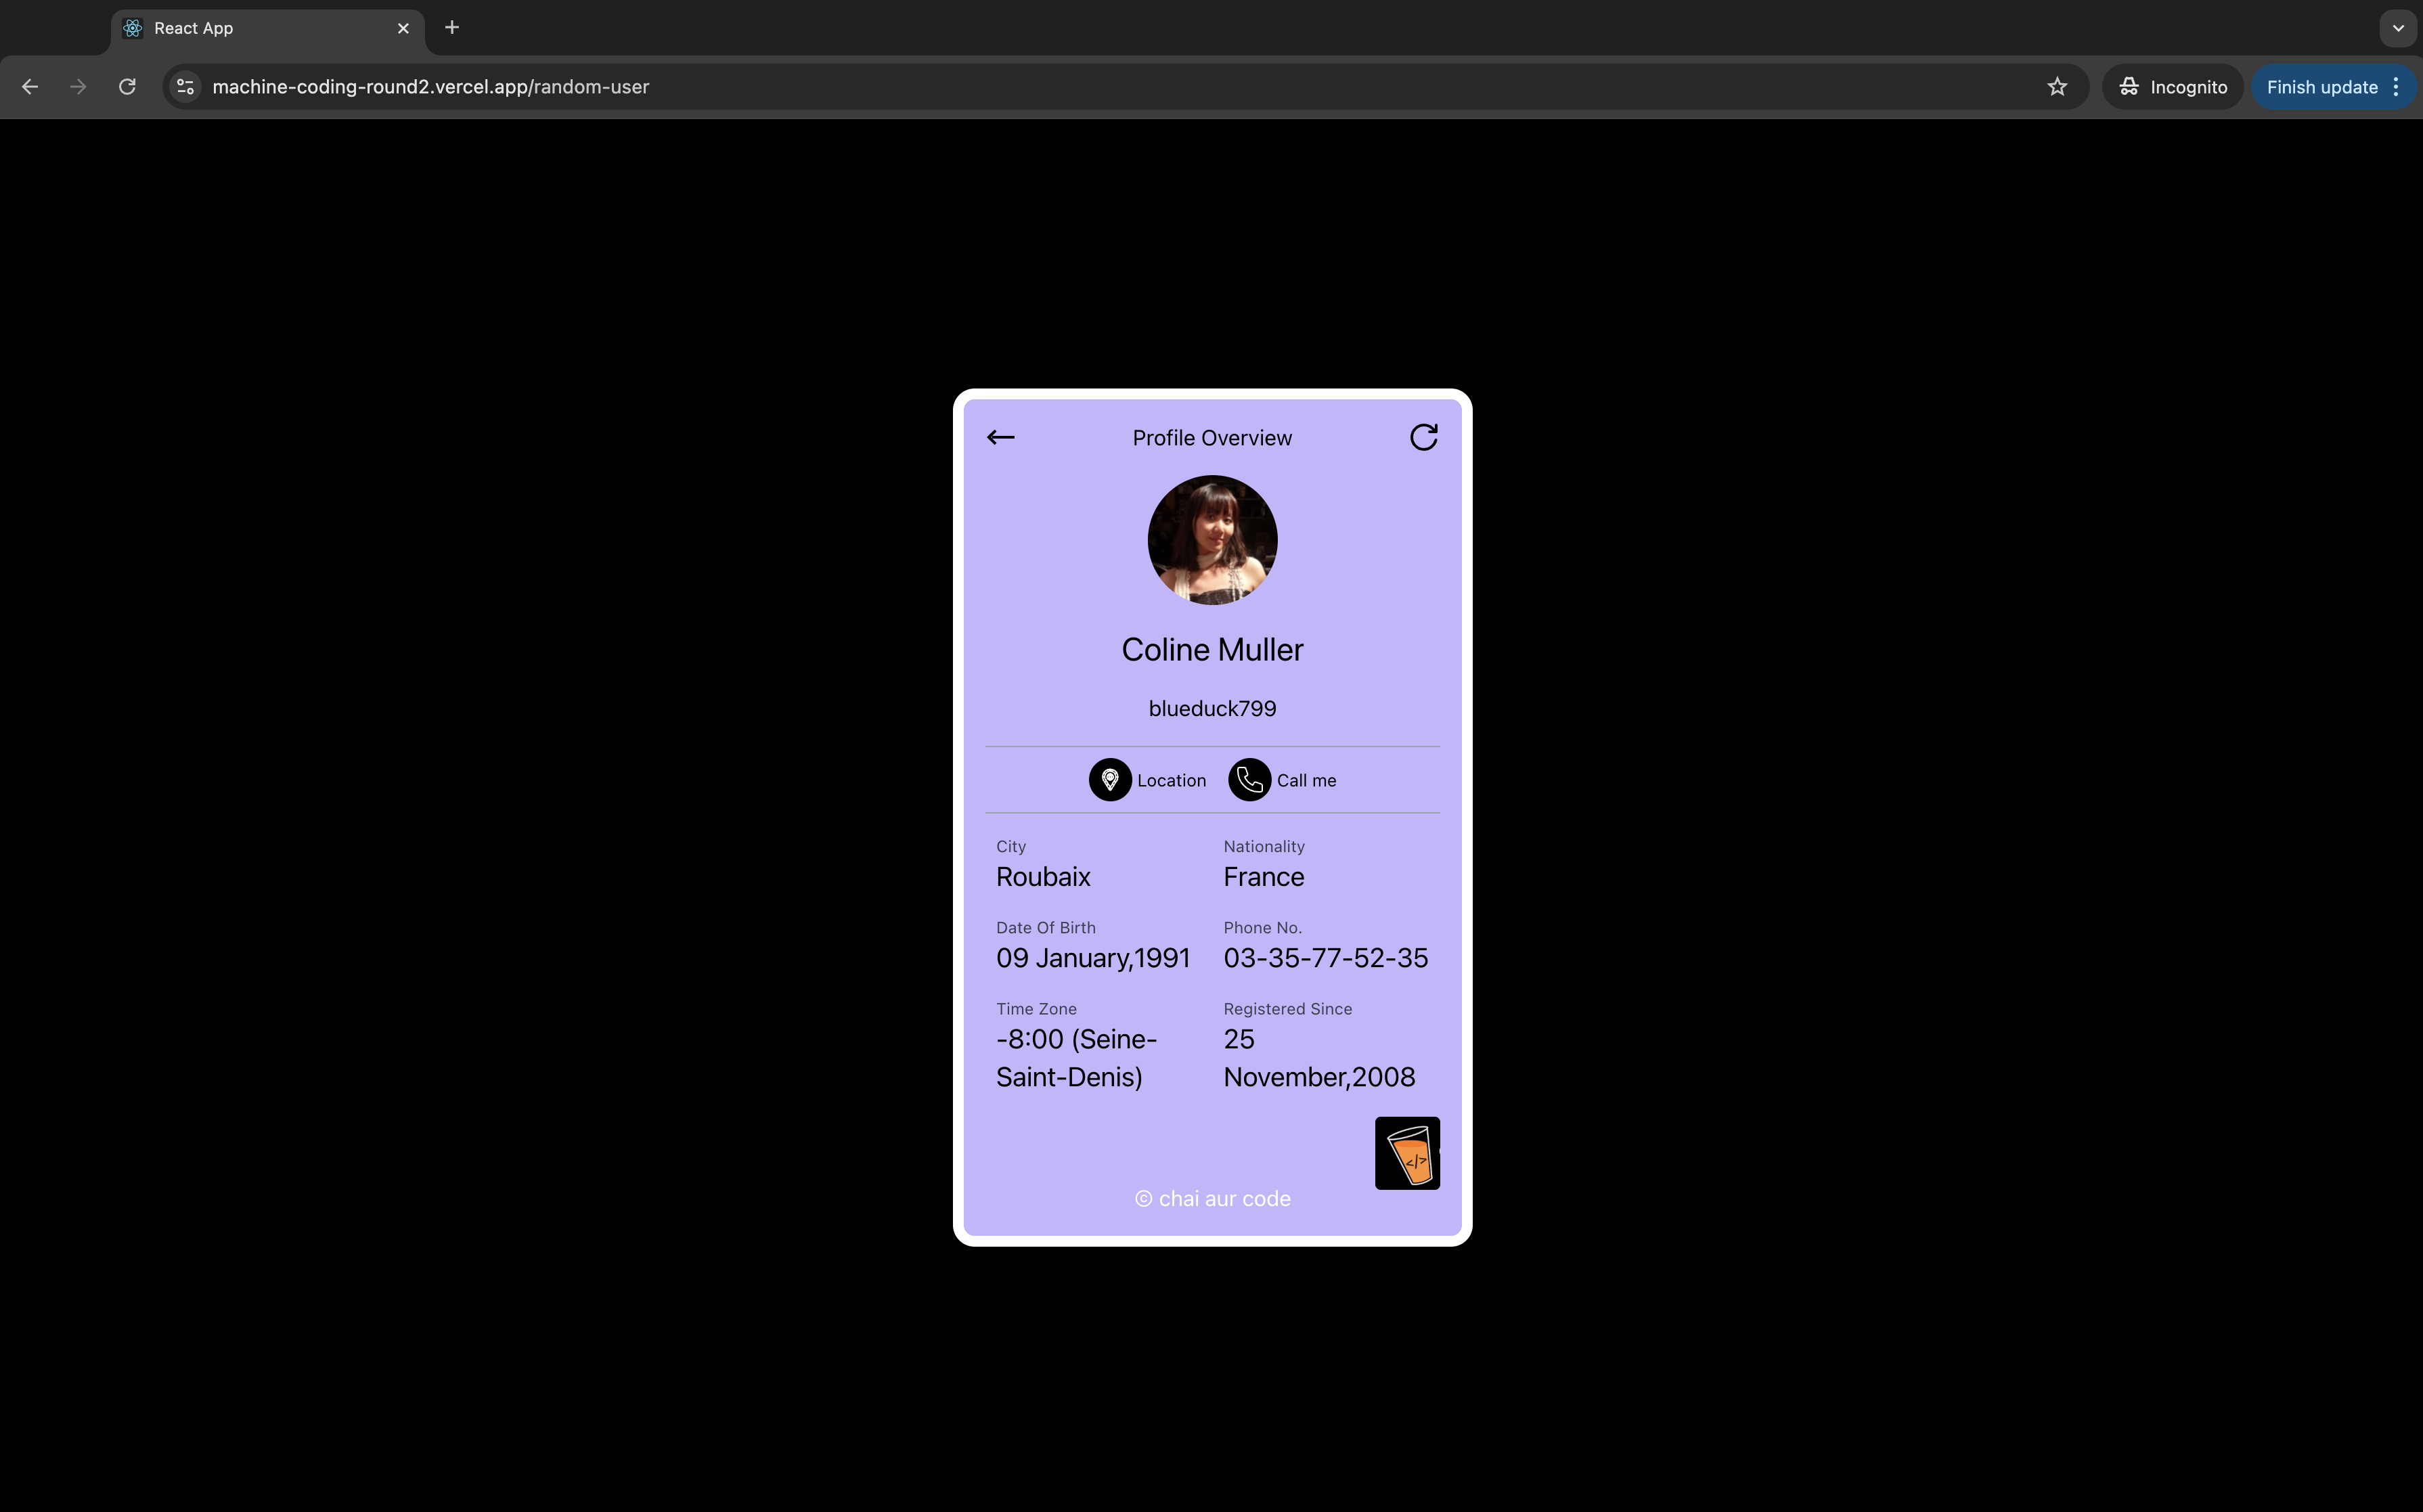 React App
machine-coding-round2.vercel.app/random-user
Incognito
Finish update
Profile Overview
Coline Muller
blueduck799
Location
Call me
City
Roubaix
Nationality
France
Date Of Birth
09 January,1991
Phone No.
03-35-77-52-35
Time Zone
-8:00 (Seine-
Saint-Denis)
Registered Since
25
November,2008
</>
© chai aur code